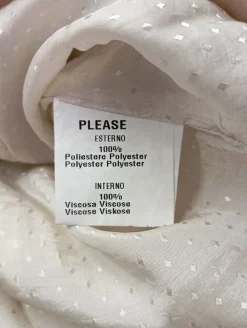 PLEASE
ESTERNO
100%
Poliestere Polyester
Polyester Polyester
INTERNO
100%
Viscosa Viscose
Viscose Viskose